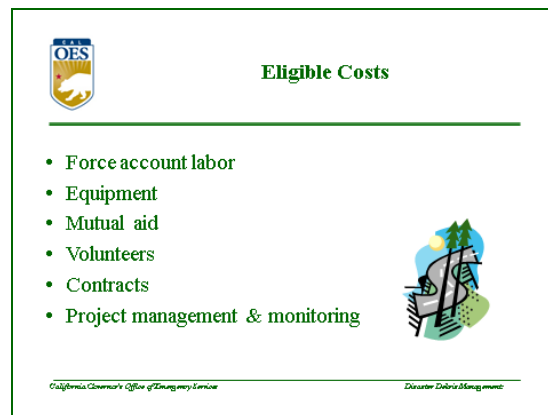 CAL
OES
Eligible Costs
• Force account labor
• Equipment
• Mutual aid
• Volunteers
• Contracts
• Project management & monitoring
California Governor's Office of Emergency Services
Disaster Debris Management